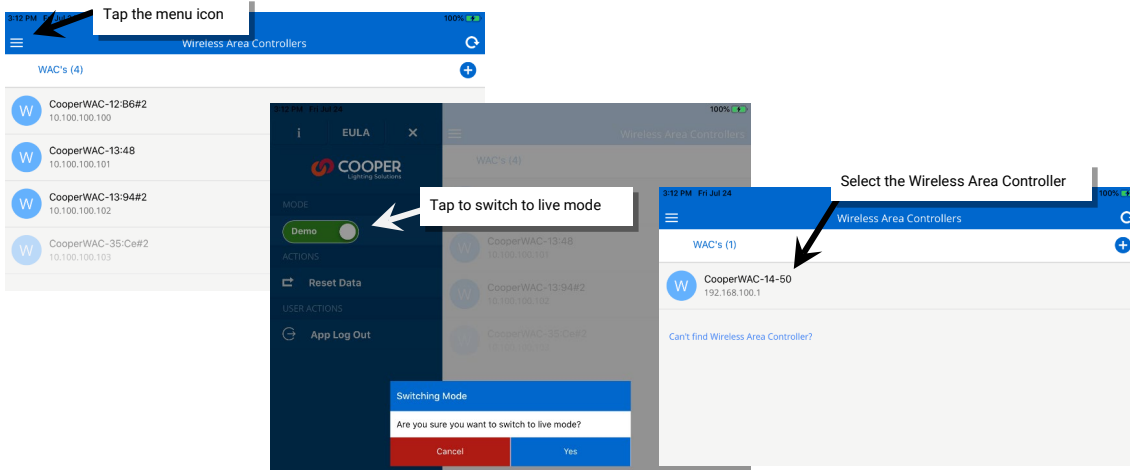 Tap the menu icon
3:12 PM Fri Jul 24
100%
Wireless Area Controllers
WAC's (4)
W
CooperWAC-12:B6#2
10.100.100.100
W
CooperWAC-13:48
10.100.100.101
W
CooperWAC-13:94#2
10.100.100.102
W
CooperWAC-35:Ce#2
10.100.100.103
3:12 PM Fri Jul 24
100%
i EULA X
COOPER
Lighting Solutions
MODE
Demo
Tap to switch to live mode
ACTIONS
Reset Data
USER ACTIONS
App Log Out
Wireless Area Controllers
WAC's (4)
CooperWAC-13:48
10.100.100.101
W
CooperWAC-13:94#2
10.100.100.102
W
CooperWAC-35:Ce#2
10.100.100.103
Switching Mode
Are you sure you want to switch to live mode?
Cancel Yes
Select the Wireless Area Controller
3:12 PM Fri Jul 24
100%
Wireless Area Controllers
WAC's (1)
W
CooperWAC-14-50
192.168.100.1
Can't find Wireless Area Controller?